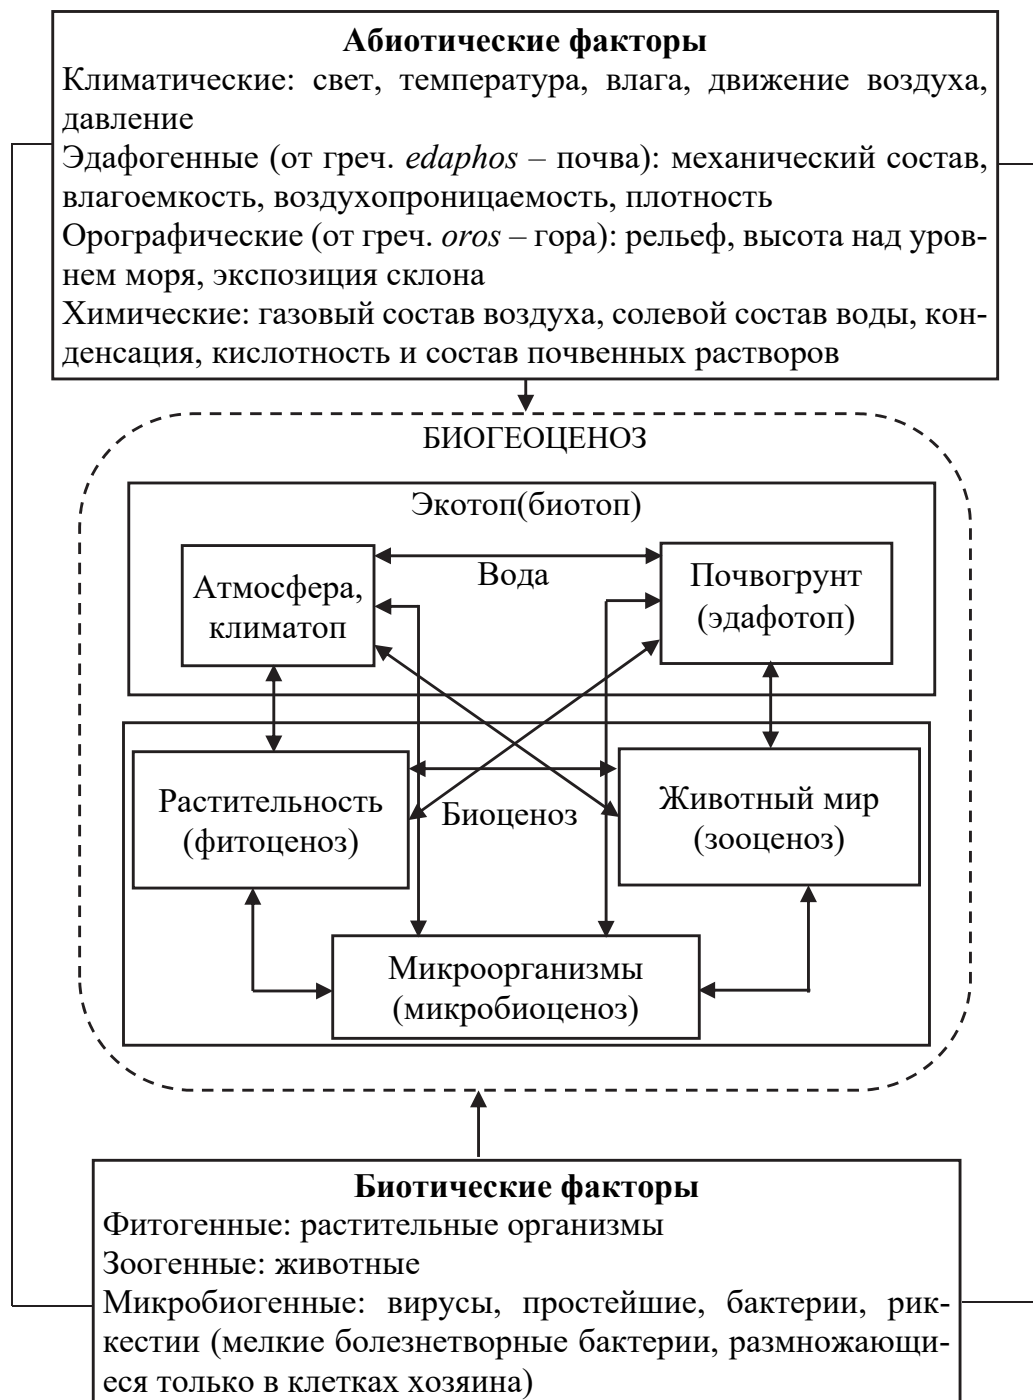 Абиотические факторы
Климатические: свет, температура, влага, движение воздуха,
давление
Эдафогенные (от греч. edaphos – почва): механический состав,
влагоемкость, воздухопроницаемость, плотность
Орографические (от греч. oros – гора): рельеф, высота над уров-
нем моря, экспозиция склона
Химические: газовый состав воздуха, солевой состав воды, кон-
денсация, кислотность и состав почвенных растворов
БИОГЕОЦЕНОЗ
Экотоп(биотоп)
Атмосфера,
климатоп
Вода
Почвогрунт
(эдафотоп)
Растительность
(фитоценоз)
Биоценоз
Животный мир
(зооценоз)
Микроорганизмы
(микробиоценоз)
Биотические факторы
Фитогенные: растительные организмы
Зоогенные: животные
Микробиогенные: вирусы, простейшие, бактерии, рик-
кестии (мелкие болезнетворные бактерии, размножающи-
еся только в клетках хозяина)